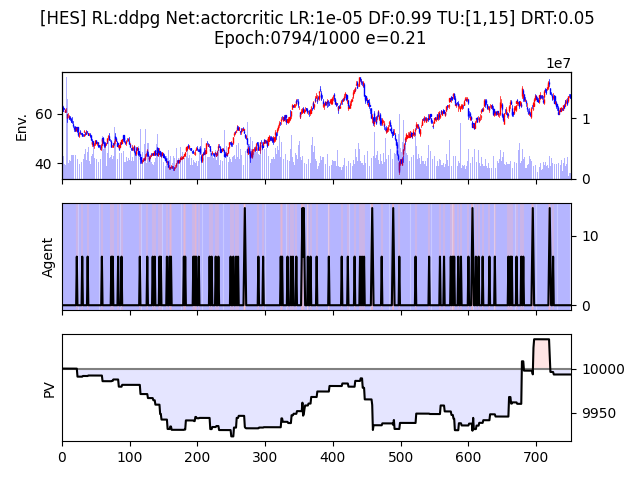 [HES] RL:ddpg Net:actorcritic LR:1e-05 DF:0.99 TU:[1,15] DRT:0.05
Epoch:0794/1000 e=0.21
1e7
Env.
60
40
1
0
Agent
10
0
PV
10000
9950
0 100 200 300 400 500 600 700